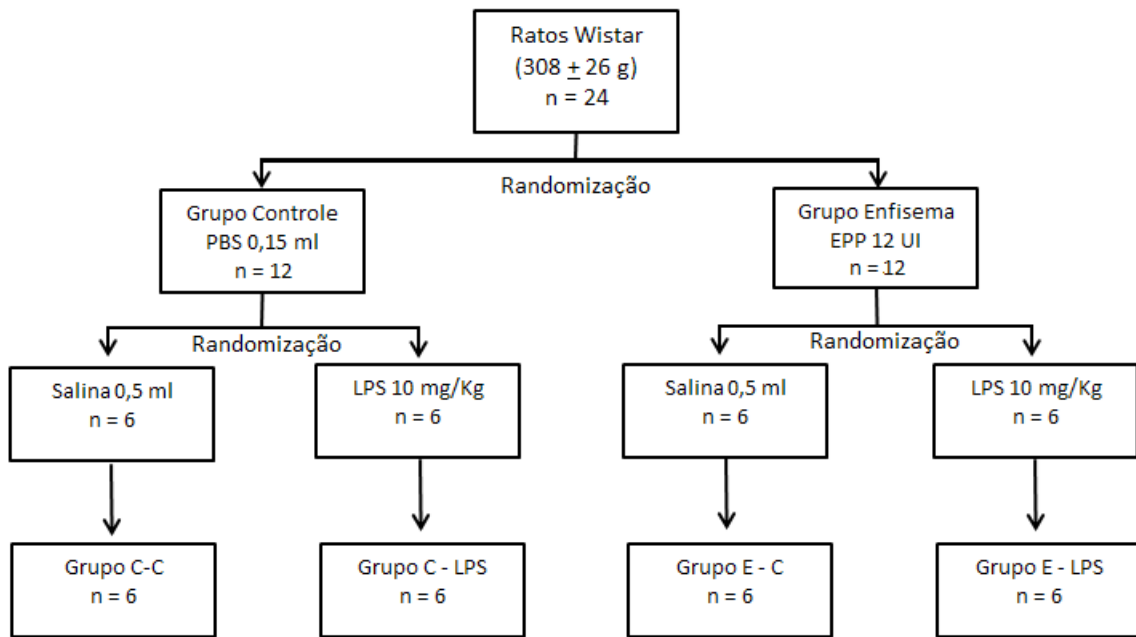 Ratos Wistar
(308 ± 26 g)
n = 24
Randomização
Grupo Controle
PBS 0,15 ml
n = 12
Grupo Enfisema
EPP 12 UI
n = 12
Randomização
Randomização
Salina 0,5 ml
n = 6
LPS 10 mg/Kg
n = 6
Salina 0,5 ml
n = 6
LPS 10 mg/Kg
n = 6
Grupo C-C
n = 6
Grupo C - LPS
n = 6
Grupo E - C
n = 6
Grupo E - LPS
n = 6